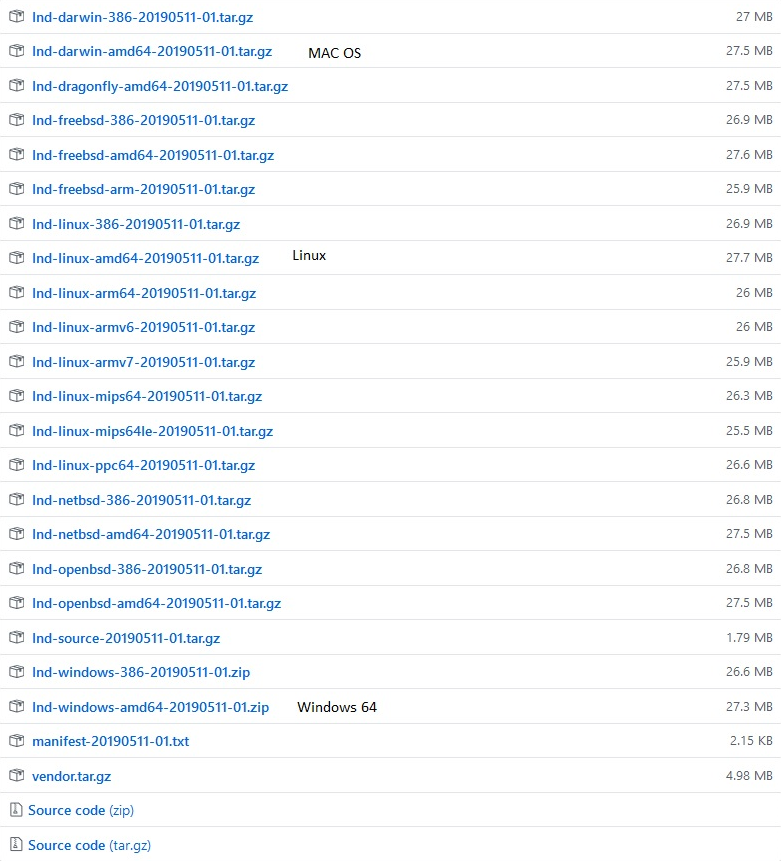 lnd-darwin-386-20190511-01.tar.gz 27 MB
lnd-darwin-amd64-20190511-01.tar.gz MAC OS 27.5 MB
lnd-dragonfly-amd64-20190511-01.tar.gz 27.5 MB
lnd-freebsd-386-20190511-01.tar.gz 26.9 MB
lnd-freebsd-amd64-20190511-01.tar.gz 27.6 MB
lnd-freebsd-arm-20190511-01.tar.gz 25.9 MB
lnd-linux-386-20190511-01.tar.gz 26.9 MB
lnd-linux-amd64-20190511-01.tar.gz Linux 27.7 MB
lnd-linux-arm64-20190511-01.tar.gz 26 MB
lnd-linux-armv6-20190511-01.tar.gz 26 MB
lnd-linux-armv7-20190511-01.tar.gz 25.9 MB
lnd-linux-mips64-20190511-01.tar.gz 26.3 MB
lnd-linux-mips64le-20190511-01.tar.gz 25.5 MB
lnd-linux-ppc64-20190511-01.tar.gz 26.6 MB
lnd-netbsd-386-20190511-01.tar.gz 26.8 MB
lnd-netbsd-amd64-20190511-01.tar.gz 27.5 MB
lnd-openbsd-386-20190511-01.tar.gz 26.8 MB
lnd-openbsd-amd64-20190511-01.tar.gz 27.5 MB
lnd-source-20190511-01.tar.gz 1.79 MB
lnd-windows-386-20190511-01.zip 26.6 MB
lnd-windows-amd64-20190511-01.zip Windows 64 27.3 MB
manifest-20190511-01.txt 2.15 KB
vendor.tar.gz 4.98 MB
Source code (zip)
Source code (tar.gz)